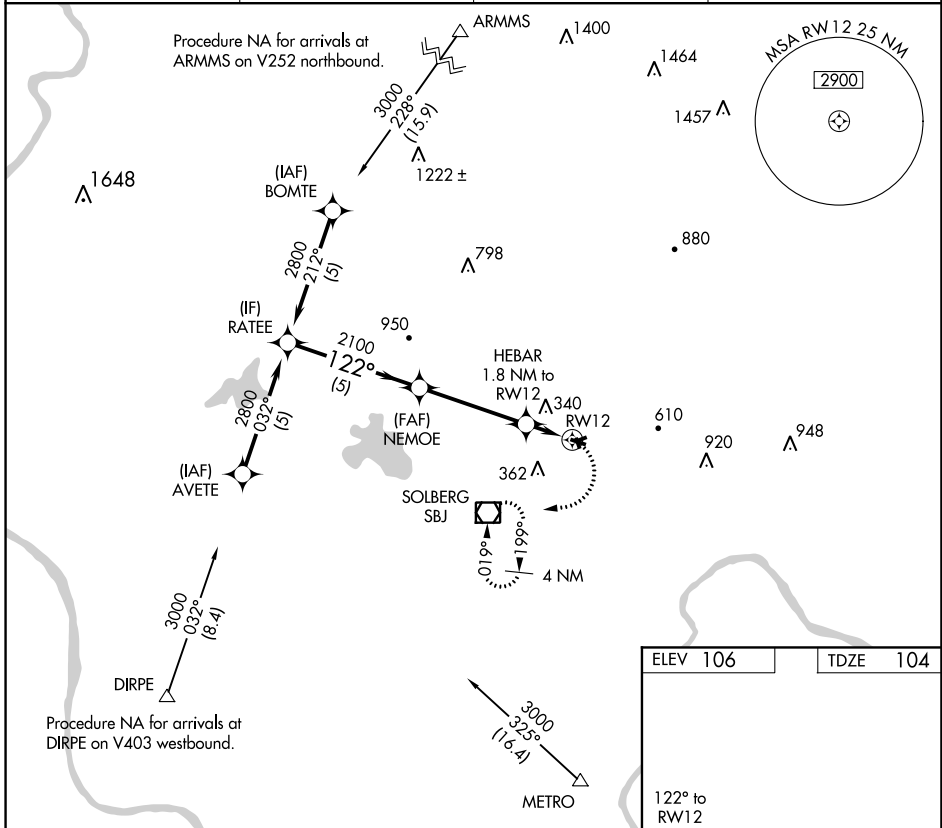 Procedure NA for arrivals at
ARMMS on V252 northbound.
ARMMS
1400
1464
1457
MSA RW12 25 NM
2900
3000
228°
(15.9)
1222 ±
1648
(IAF)
BOMTE
2800
212°
(5)
798
880
(IF)
RATEE
950
2100
122°
(5)
HEBAR
1.8 NM to
RW12
340
RW12
610
920
948
(FAF)
NEMOE
2800
032°
(5)
(IAF)
AVETE
362
SOLBERG
SBJ
019°
199°
4 NM
3000
032°
(8.4)
DIRPE
Procedure NA for arrivals at
DIRPE on V403 westbound.
3000
325°
(16.4)
METRO
ELEV 106
TDZE 104
122° to
RW12